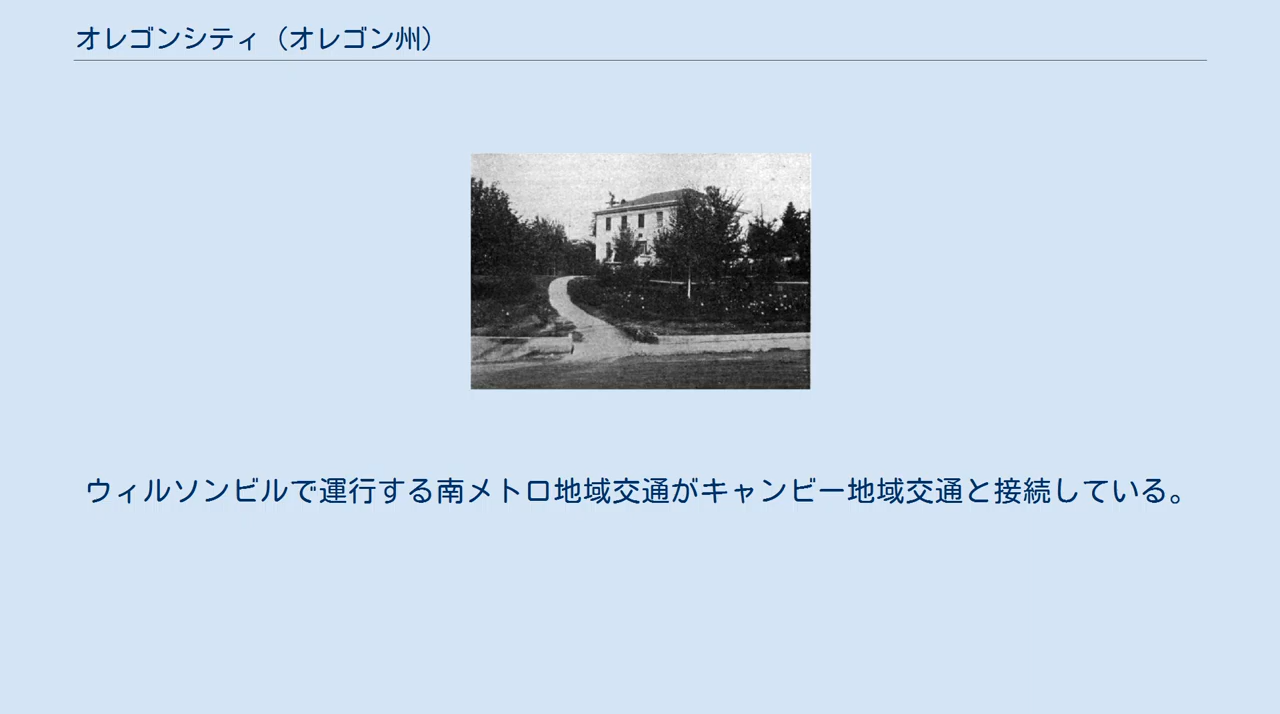 オレゴンシティ（オレゴン州）
ウィルソンビルで運行する南メトロ地域交通がキャンビー地域交通と接続している。